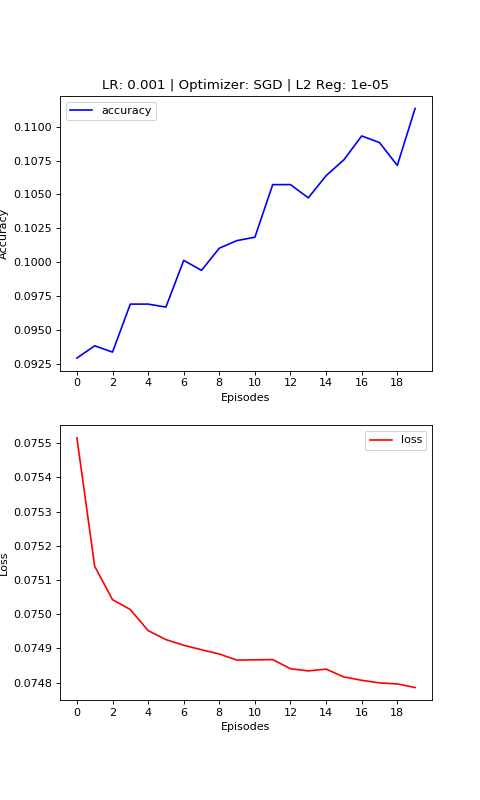 LR: 0.001 | Optimizer: SGD | L2 Reg: 1e-05
accuracy
0.1100
0.1075
0.1050
0.1025
0.1000
0.0975
0.0950
0.0925
Accuracy
0 2 4 6 8 10 12 14 16 18
Episodes
loss
0.0755
0.0754
0.0753
0.0752
0.0751
0.0750
0.0749
0.0748
Loss
0 2 4 6 8 10 12 14 16 18
Episodes